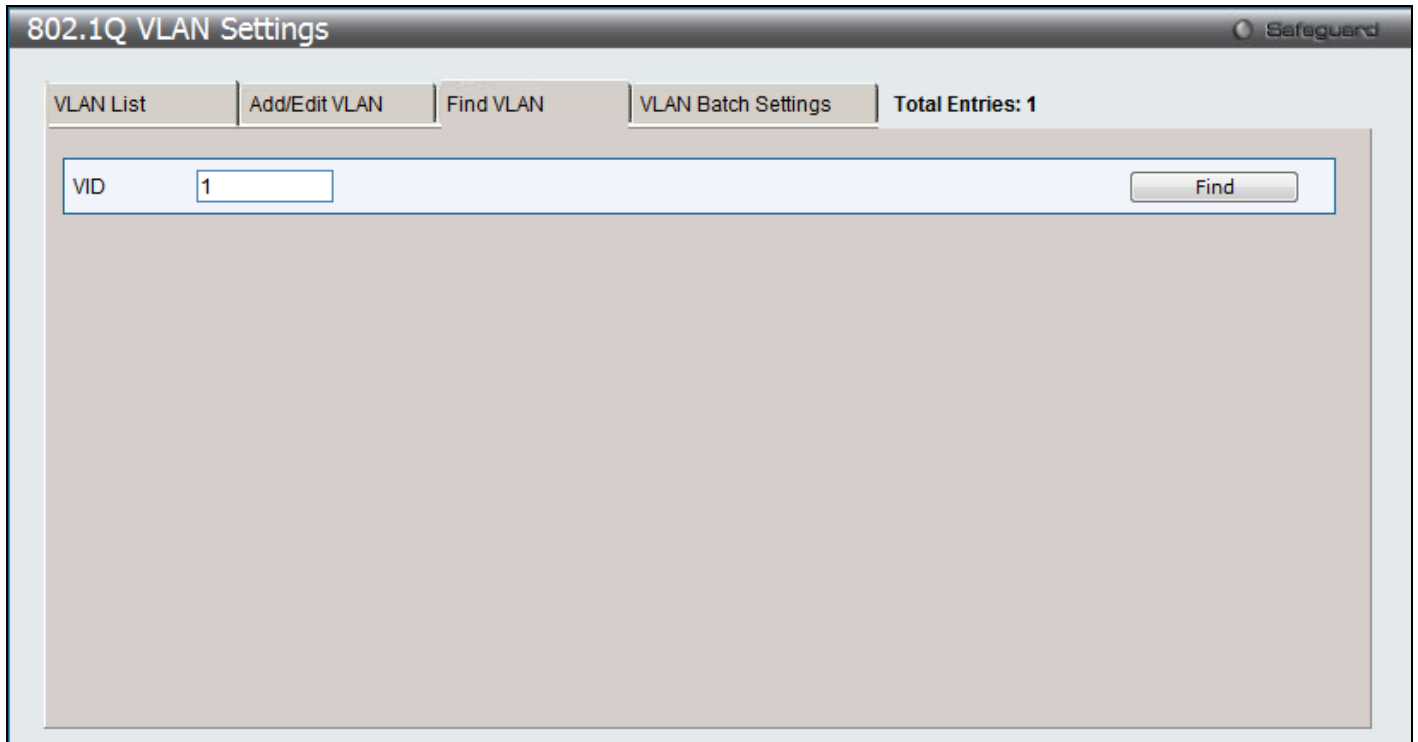 802.1Q VLAN Settings
Safeguard
VLAN List
Add/Edit VLAN
Find VLAN
VLAN Batch Settings
Total Entries: 1
VID
1
Find